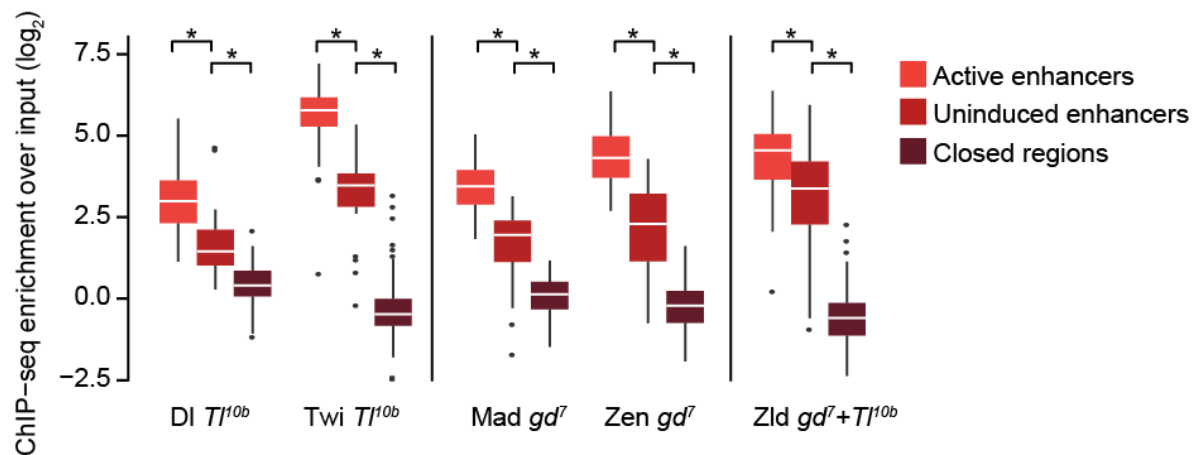 ChIP−seq enrichment over input (log₂)
7.5
5.0
2.5
0.0
−2.5
* * * * * * * * * *
Active enhancers
Uninduced enhancers
Closed regions
Dl Tl¹⁰ᵇ
Twi Tl¹⁰ᵇ
Mad gd⁷
Zen gd⁷
Zld gd⁷+Tl¹⁰ᵇ